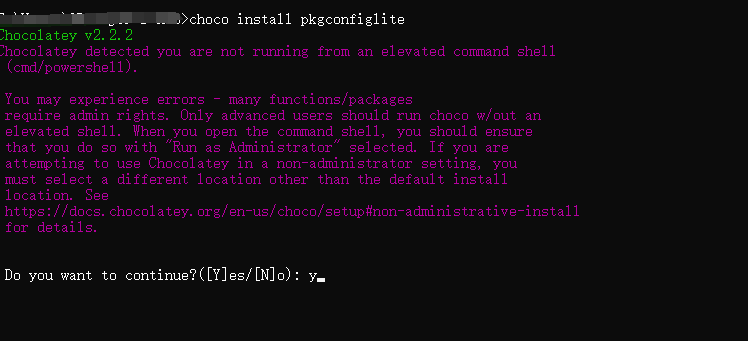 >choco install pkgconfiglite
Chocolatey v2.2.2
Chocolatey detected you are not running from an elevated command shell
(cmd/powershell).
You may experience errors - many functions/packages
require admin rights. Only advanced users should run choco w/out an
elevated shell. When you open the command shell, you should ensure
that you do so with "Run as Administrator" selected. If you are
attempting to use Chocolatey in a non-administrator setting, you
must select a different location other than the default install
location. See
https://docs.chocolatey.org/en-us/choco/setup#non-administrative-install
for details.
Do you want to continue?([Y]es/[N]o): y